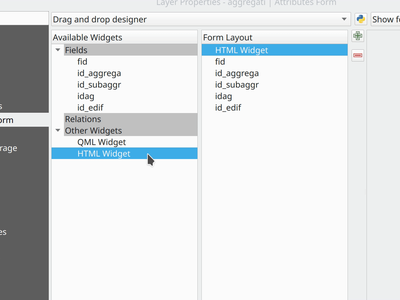 Layer Properties - aggregati | Attributes Form
Drag and drop designer
Show fo
Available Widgets
Form Layout
Fields
HTML Widget
fid
fid
id_aggrega
id_aggrega
id_subaggr
id_subaggr
idag
idag
id_edif
id_edif
orm
Relations
Other Widgets
QML Widget
rage
HTML Widget
es